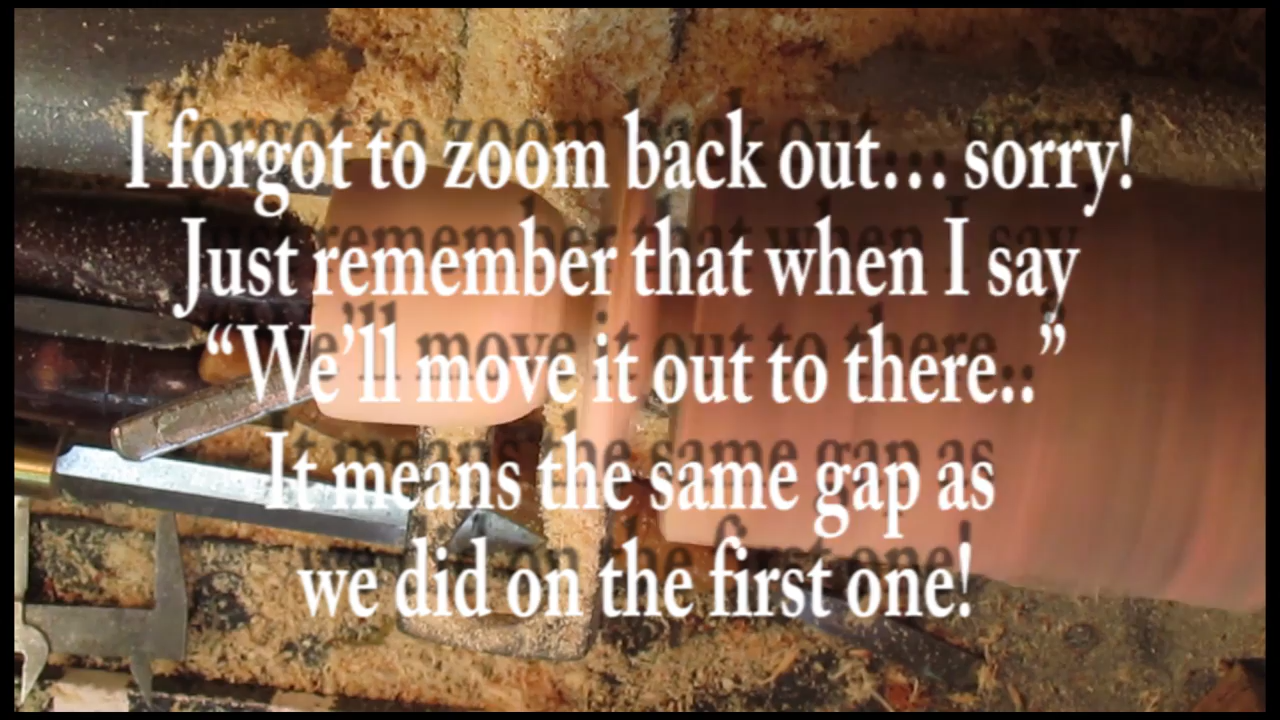 I forgot to zoom back out... sorry!
Just remember that when I say
“We’ll move it out to there..”
It means the same gap as
we did on the first one!